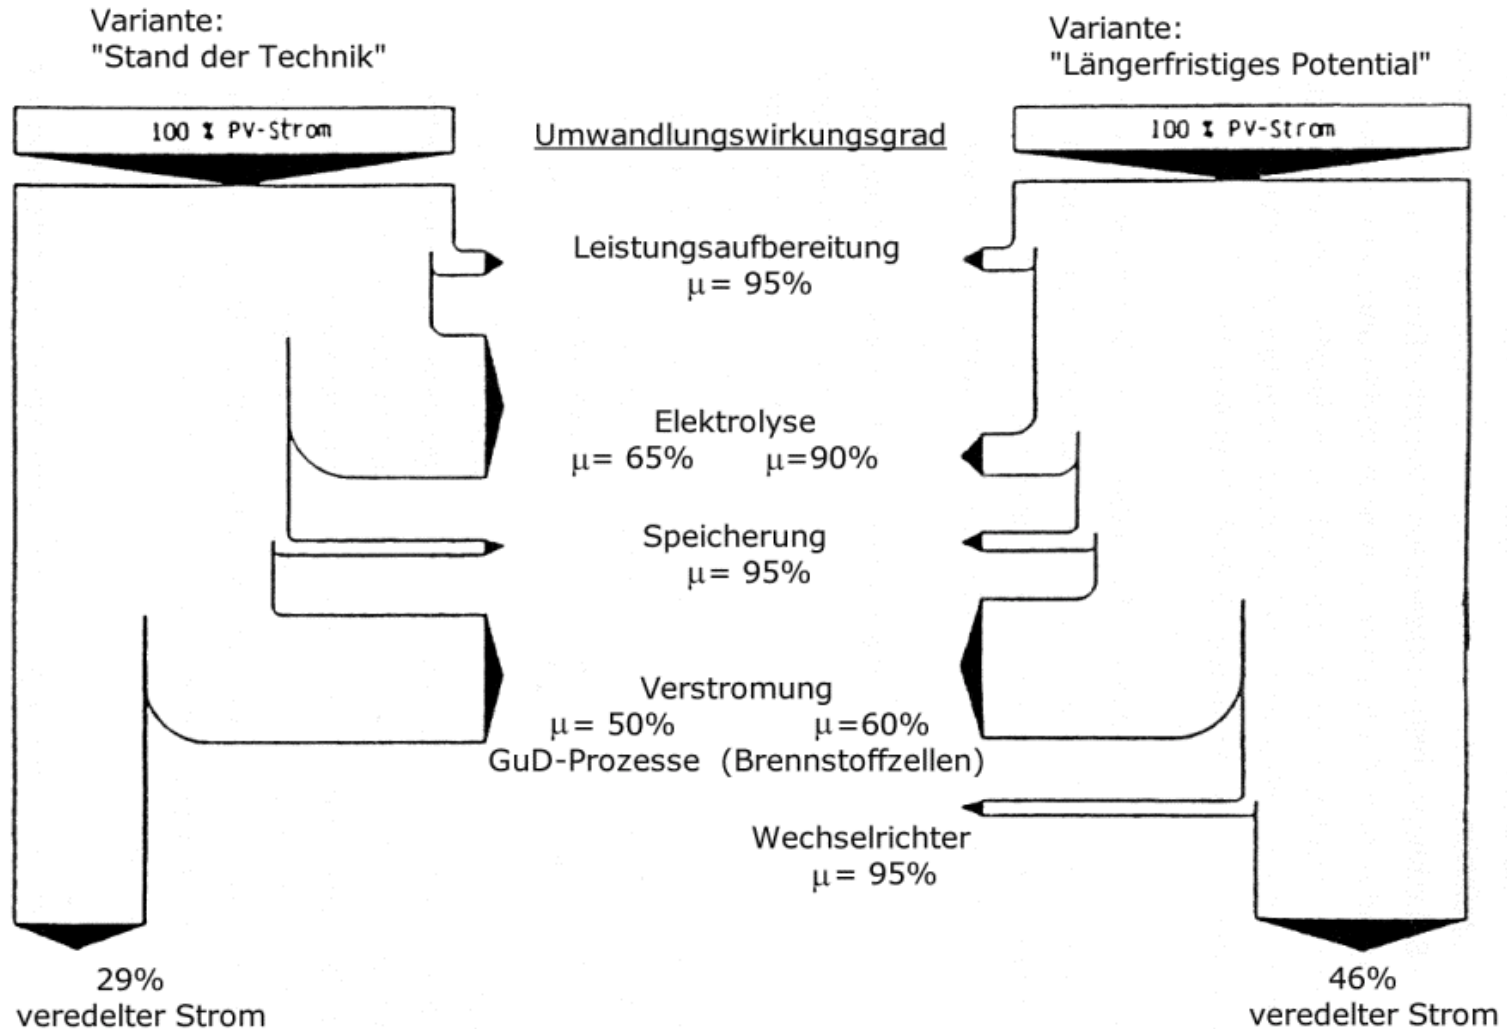 Variante:
"Stand der Technik"
Variante:
"Längerfristiges Potential"
100 % PV-Strom
Umwandlungswirkungsgrad
100 % PV-Strom
Leistungsaufbereitung
μ= 95%
Elektrolyse
μ= 65% μ=90%
Speicherung
μ= 95%
Verstromung
μ= 50% μ=60%
GuD-Prozesse (Brennstoffzellen)
Wechselrichter
μ= 95%
29%
veredelter Strom
46%
veredelter Strom